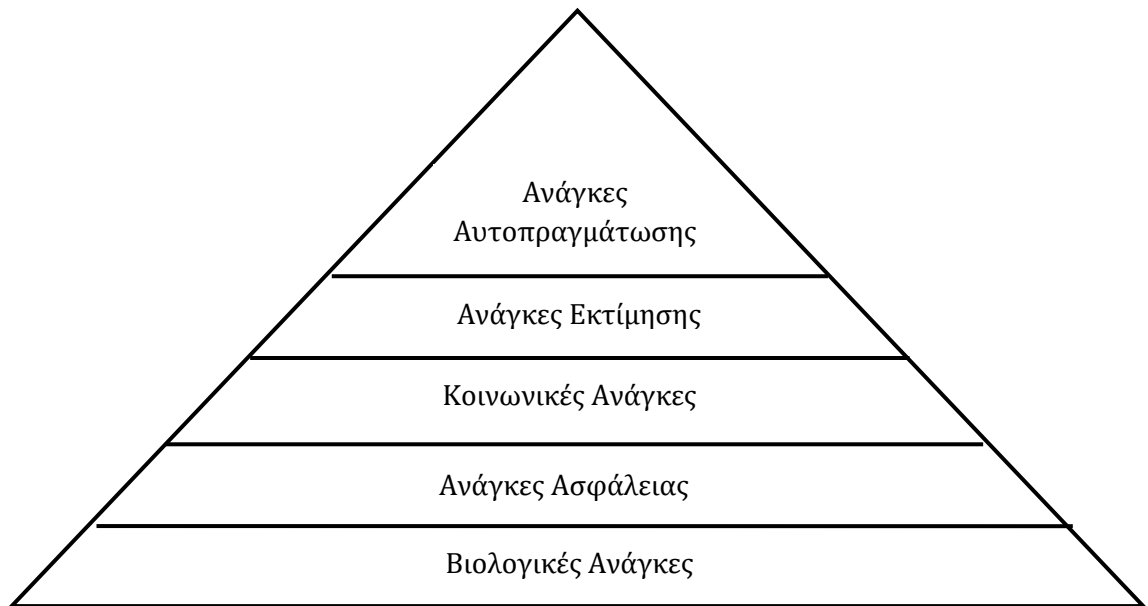 Ανάγκες
Αυτοπραγμάτωσης
Ανάγκες Εκτίμησης
Κοινωνικές Ανάγκες
Ανάγκες Ασφάλειας
Βιολογικές Ανάγκες